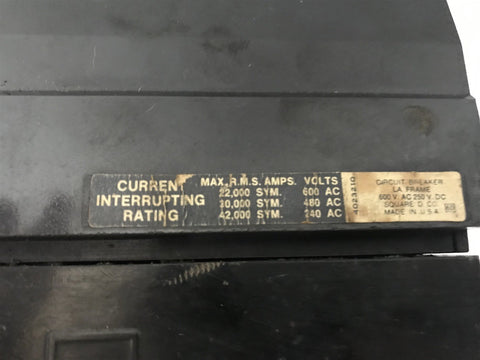 CURRENT
INTERRUPTING
RATING
MAX. R.M.S. AMPS. VOLTS
22,000 SYM. 600 AC
30,000 SYM. 480 AC
42,000 SYM. 240 AC
4023210
CIRCUIT BREAKER
LA FRAME
600 V. AC 250 V. DC
SQUARE D CO.
MADE IN U.S.A.